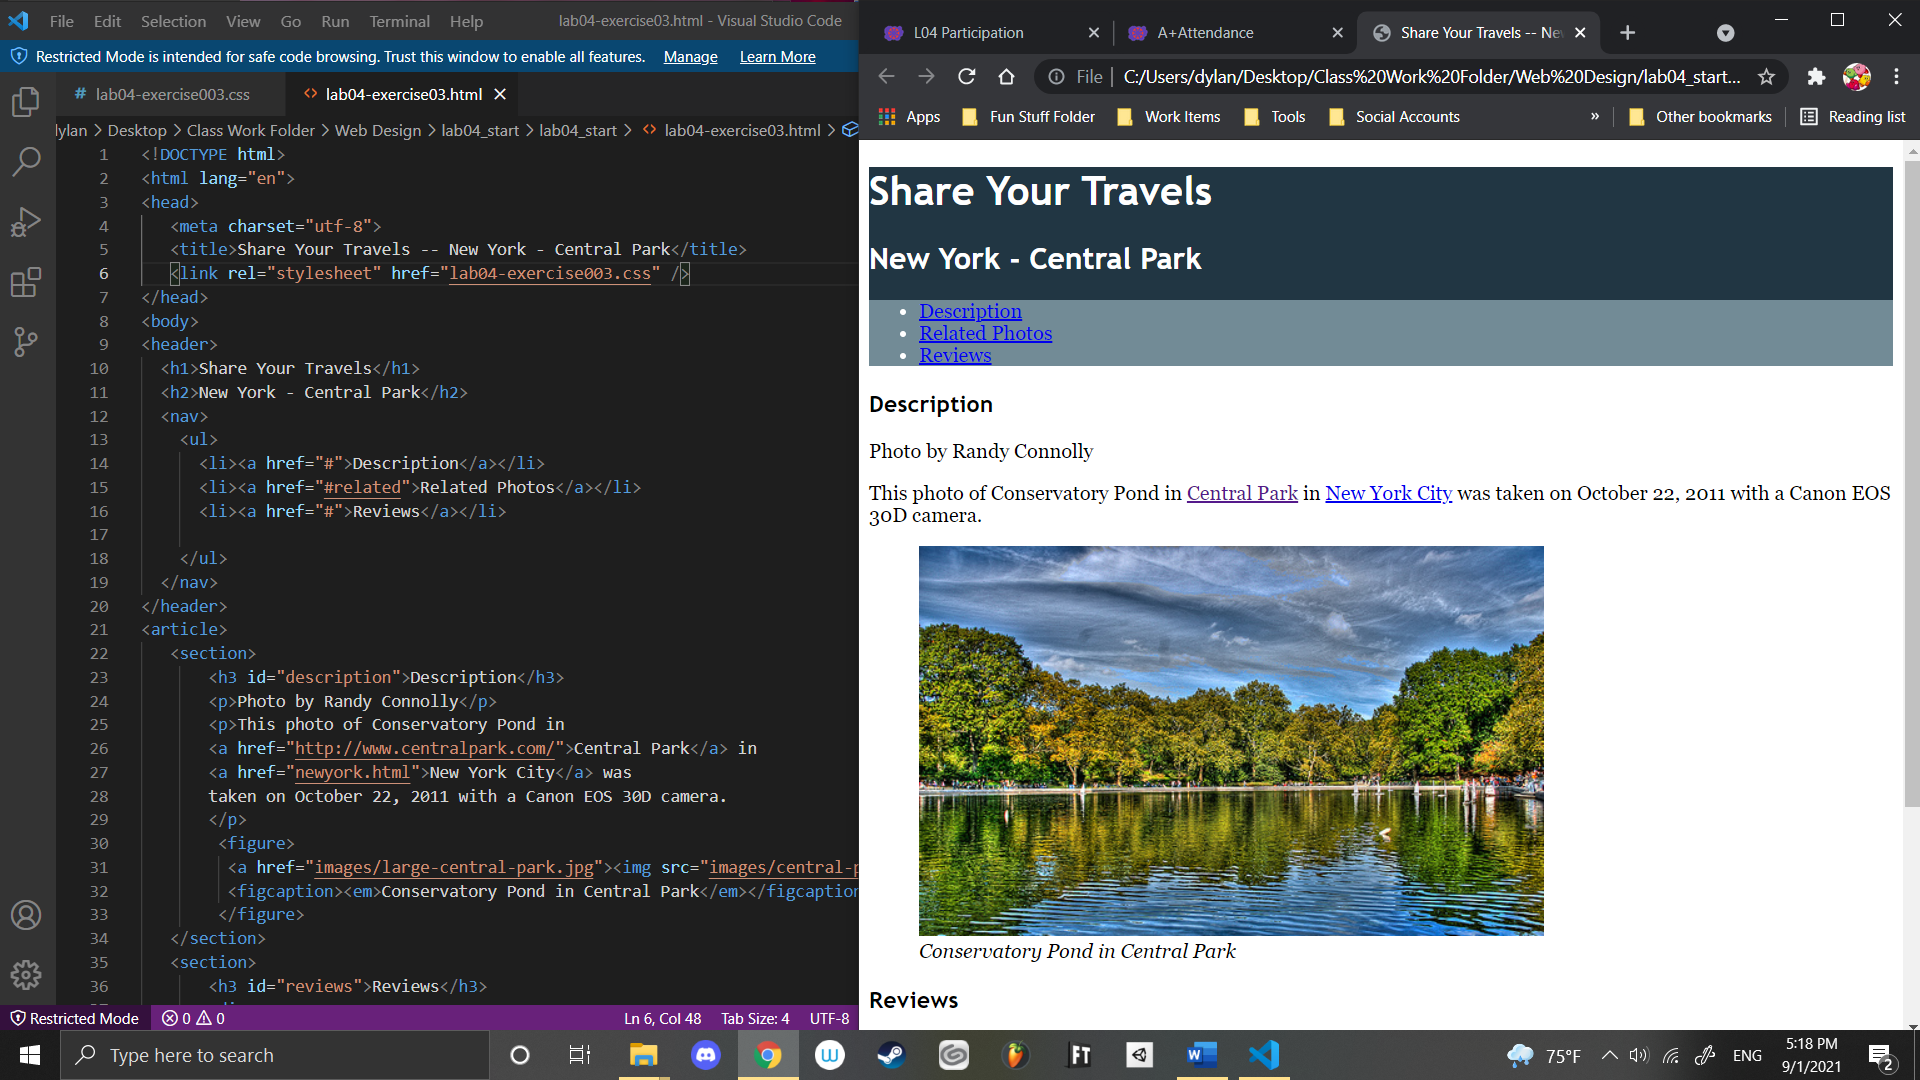 File Edit Selection View Go Run Terminal Help lab04-exercise03.html - Visual Studio Code
Restricted Mode is intended for safe code browsing. Trust this window to enable all features. Manage Learn More
# lab04-exercise003.css <> lab04-exercise03.html
Desktop > Class Work Folder > Web Design > lab04_start > lab04_start > <> lab04-exercise03.html >
1 <!DOCTYPE html>
2 <html lang="en">
3 <head>
4 <meta charset="utf-8">
5 <title>Share Your Travels -- New York - Central Park</title>
6 <link rel="stylesheet" href="lab04-exercise003.css" />
7 </head>
8 <body>
9 <header>
10 <h1>Share Your Travels</h1>
11 <h2>New York - Central Park</h2>
12 <nav>
13 <ul>
14 <li><a href="#">Description</a></li>
15 <li><a href="#related">Related Photos</a></li>
16 <li><a href="#">Reviews</a></li>
17
18 </ul>
19 </nav>
20 </header>
21 <article>
22 <section>
23 <h3 id="description">Description</h3>
24 <p>Photo by Randy Connolly</p>
25 <p>This photo of Conservatory Pond in
26 <a href="http://www.centralpark.com/">Central Park</a> in
27 <a href="newyork.html">New York City</a> was
28 taken on October 22, 2011 with a Canon EOS 30D camera.
29 </p>
30 <figure>
31 <a href="images/large-central-park.jpg"><img src="images/central-p
32 <figcaption><em>Conservatory Pond in Central Park</em></figcaption
33 </figure>
34 </section>
35 <section>
36 <h3 id="reviews">Reviews</h3>
Restricted Mode 0 0 Ln 6, Col 48 Tab Size: 4 UTF-8
L04 Participation A+Attendance Share Your Travels -- Ne
File C:/Users/dylan/Desktop/Class%20Work%20Folder/Web%20Design/lab04_start...
Apps Fun Stuff Folder Work Items Tools Social Accounts » Other bookmarks Reading list
Share Your Travels
New York - Central Park
Description
Related Photos
Reviews
Description
Photo by Randy Connolly
This photo of Conservatory Pond in Central Park in New York City was taken on October 22, 2011 with a Canon EOS
30D camera.
Conservatory Pond in Central Park
Reviews
Type here to search
FT
75°F ENG
5:18 PM
9/1/2021
2